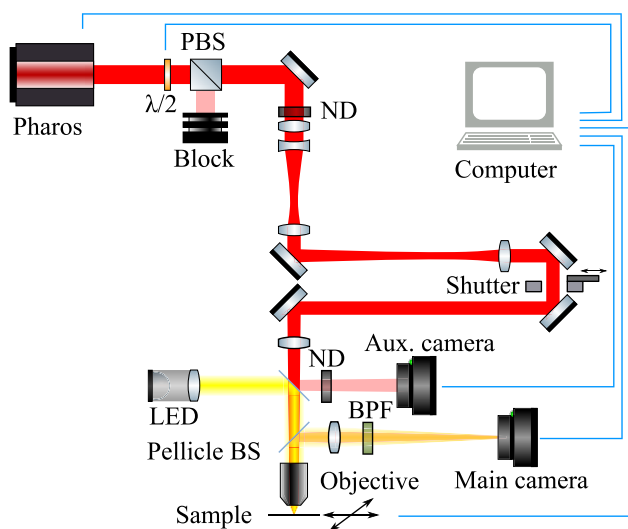 PBS
λ/2
ND
Pharos
Block
Computer
Shutter
ND
Aux. camera
LED
BPF
Pellicle BS
Objective
Main camera
Sample